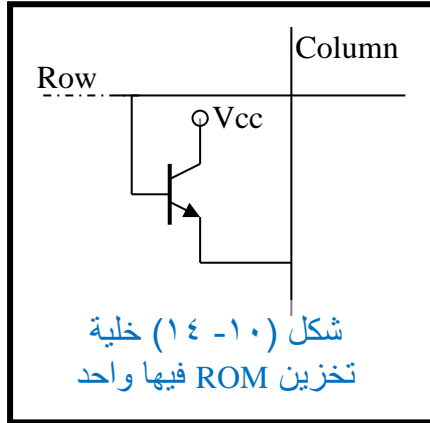 Column
Row
Vcc
شكل (١٠- ١٤) خلية
تخزين ROM فيها واحد